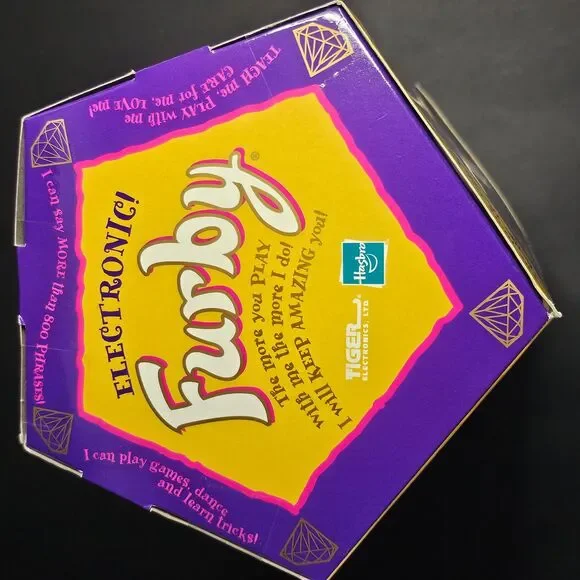 TEACH me, PLAY with me
CARE for me, LOVE me!
I can say MORE than 800 PHRASES!
I can play games, dance
and learn tricks!
ELECTRONIC!
Furby®
The more you PLAY
with me the more I do!
I will KEEP AMAZING you!
TIGER®
ELECTRONICS, LTD.
Hasbro